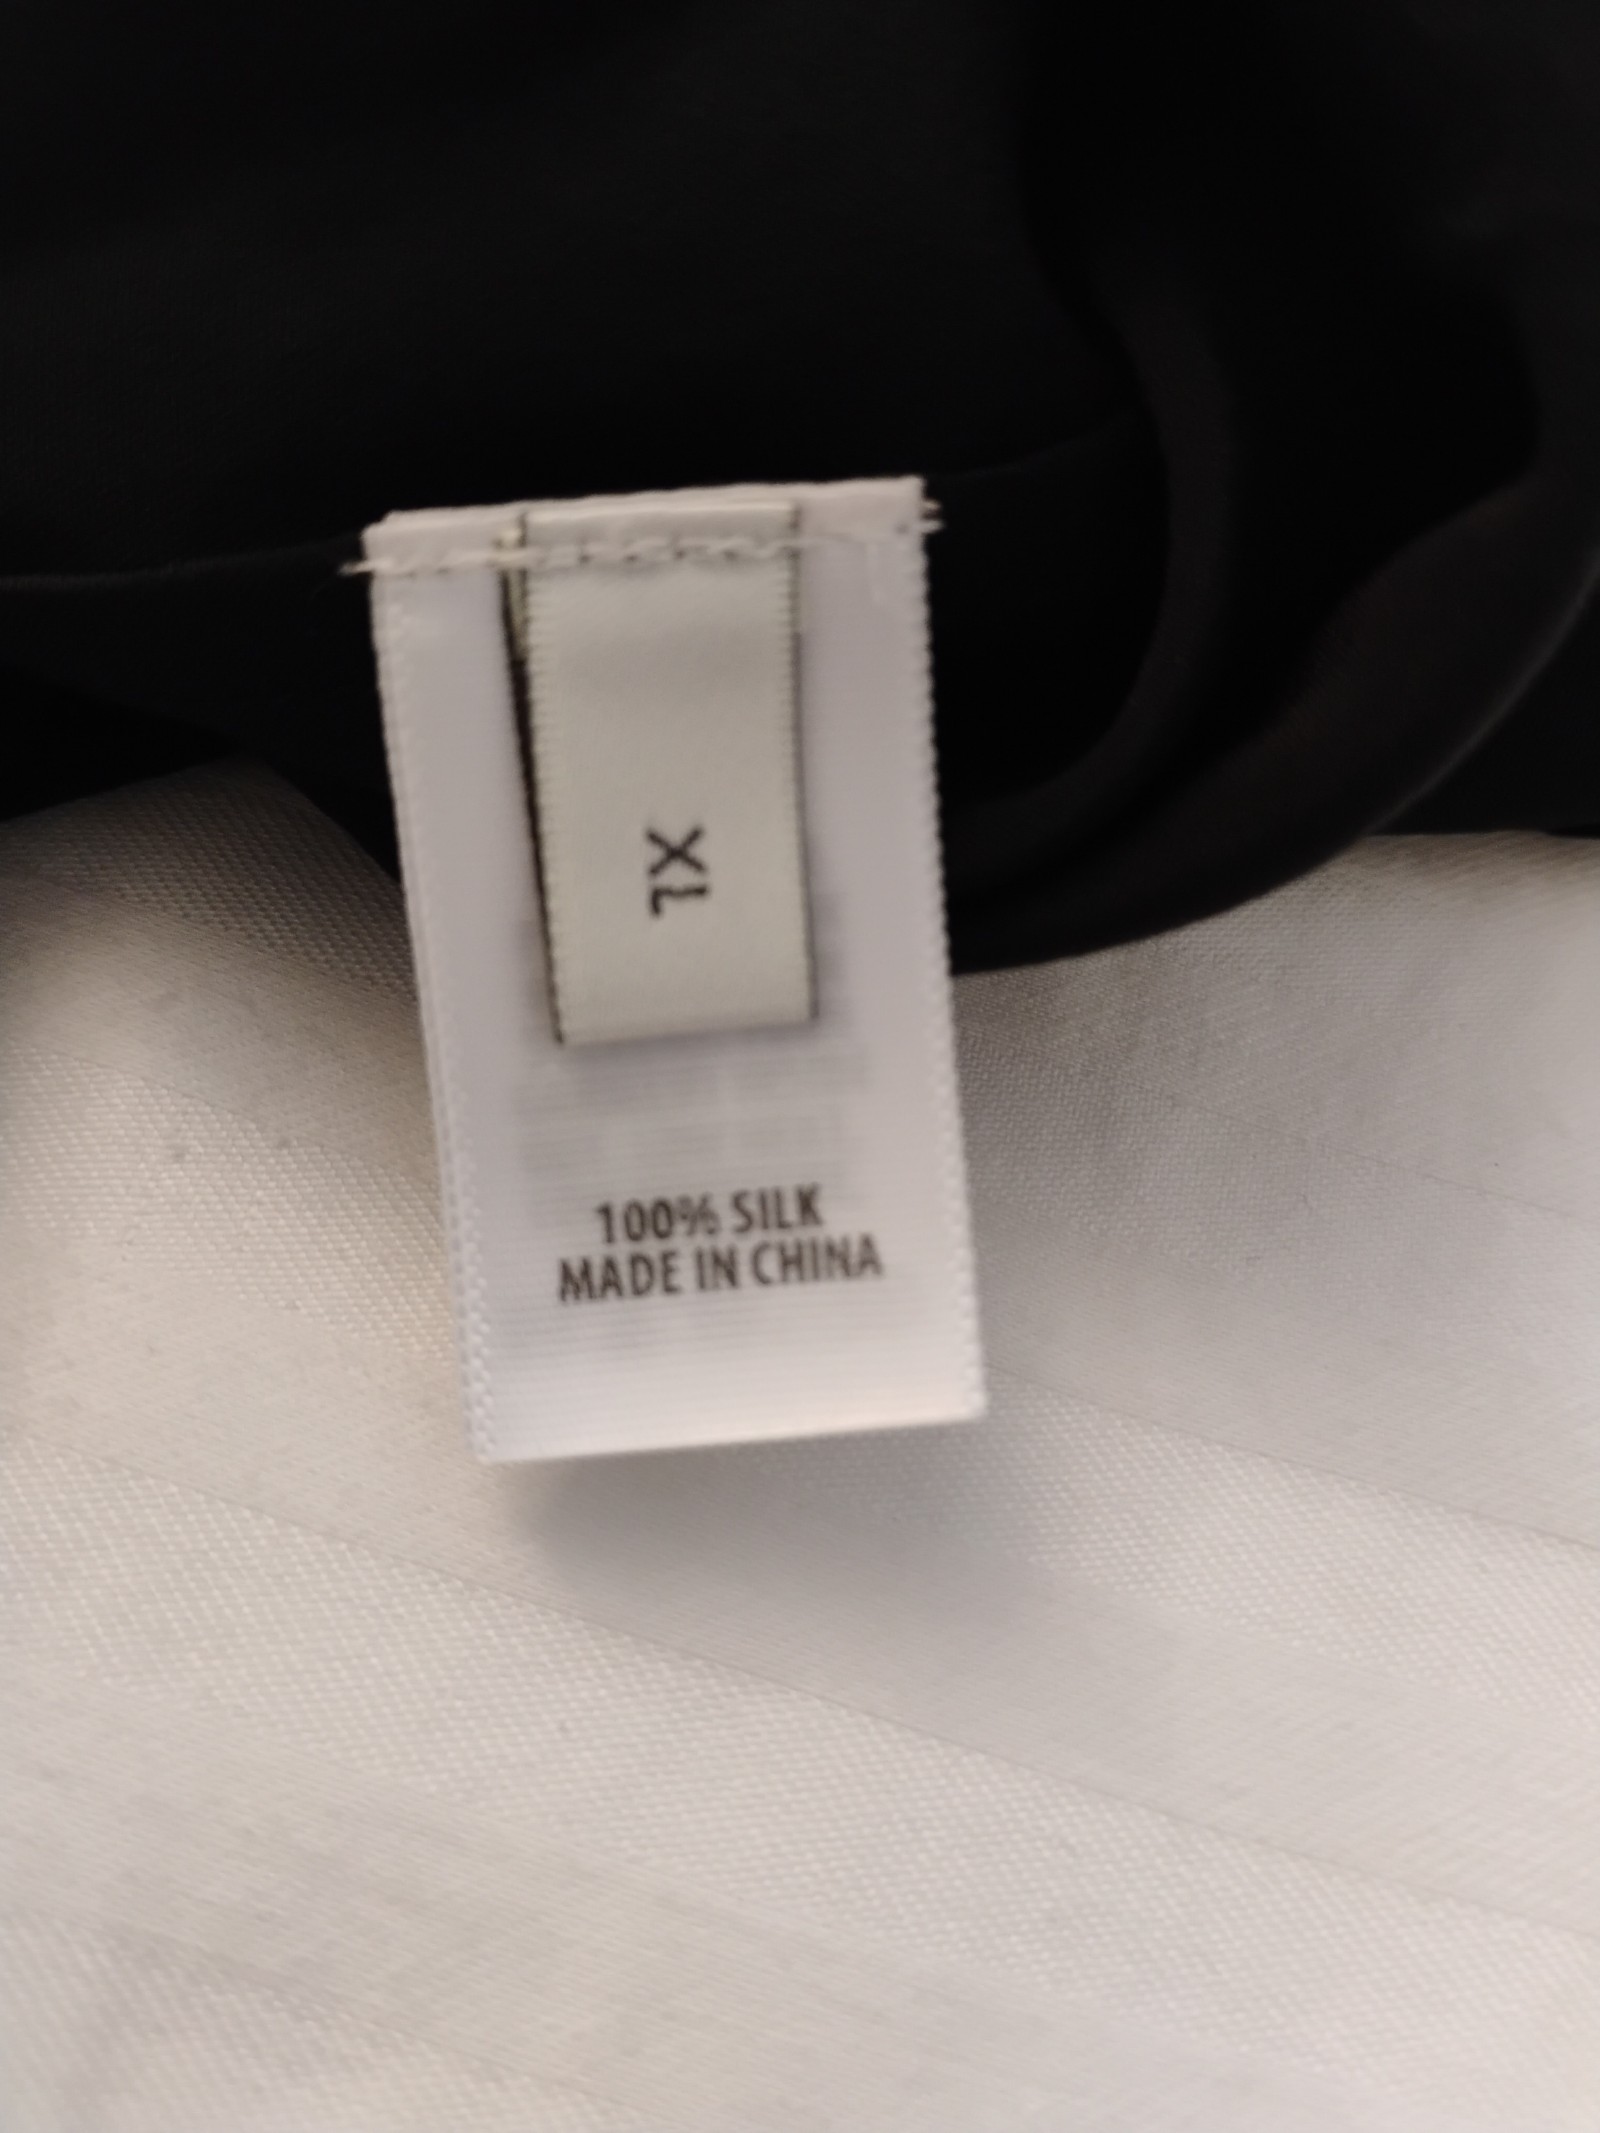 XL
100% SILK
MADE IN CHINA